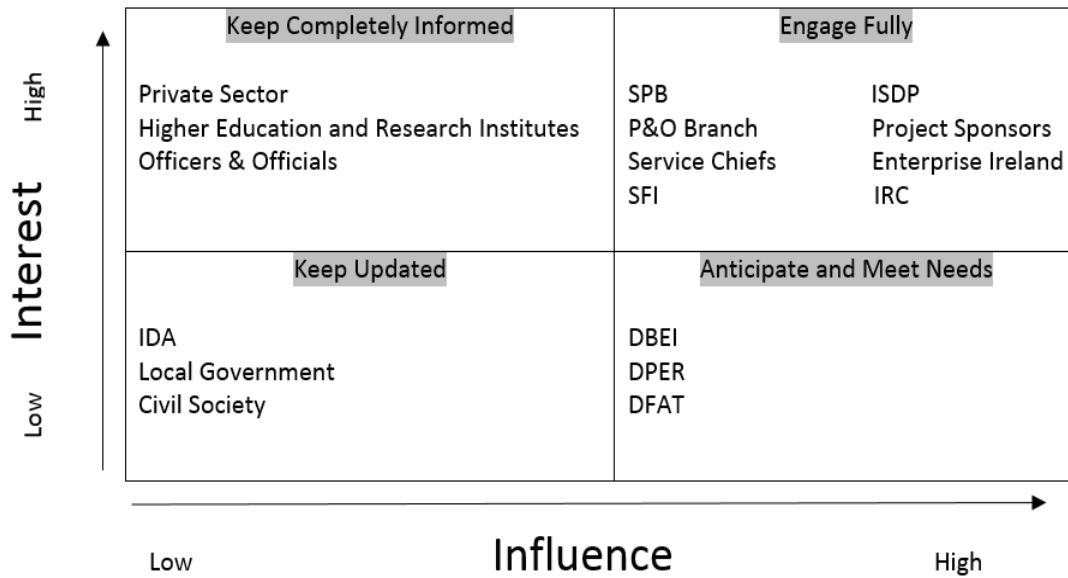 Keep Completely Informed
Engage Fully
High
Private Sector
Higher Education and Research Institutes
Officers & Officials
SPB
ISDP
P&O Branch
Project Sponsors
Service Chiefs
Enterprise Ireland
SFI
IRC
Interest
Keep Updated
Anticipate and Meet Needs
IDA
Local Government
Civil Society
DBEI
DPER
DFAT
Low
Low
Influence
High